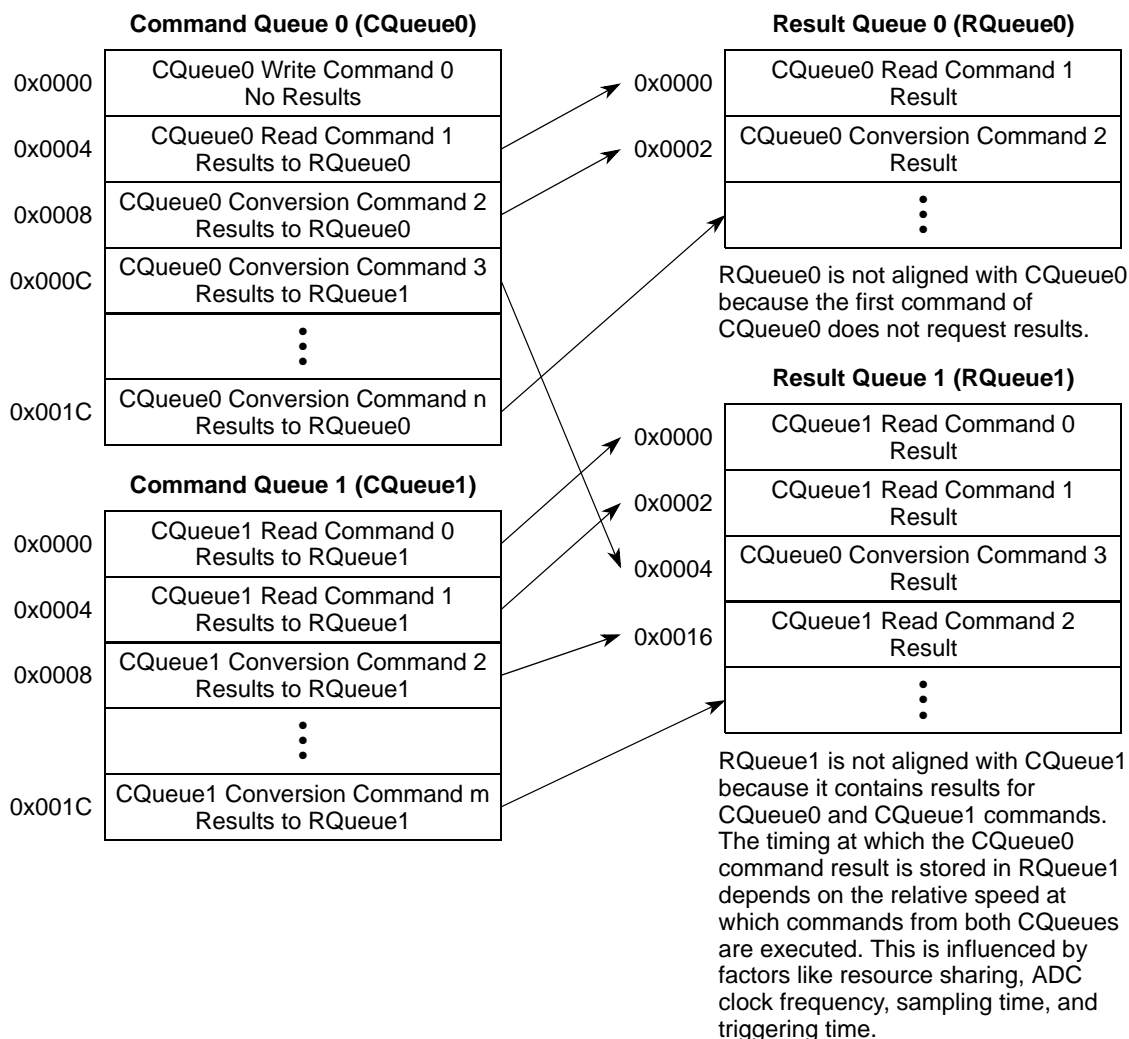 Command Queue 0 (CQueue0)
0x0000
CQueue0 Write Command 0
No Results
0x0004
CQueue0 Read Command 1
Results to RQueue0
0x0008
CQueue0 Conversion Command 2
Results to RQueue0
0x000C
CQueue0 Conversion Command 3
Results to RQueue1
0x001C
CQueue0 Conversion Command n
Results to RQueue0
Command Queue 1 (CQueue1)
0x0000
CQueue1 Read Command 0
Results to RQueue1
0x0004
CQueue1 Read Command 1
Results to RQueue1
0x0008
CQueue1 Conversion Command 2
Results to RQueue1
0x001C
CQueue1 Conversion Command m
Results to RQueue1
Result Queue 0 (RQueue0)
0x0000
CQueue0 Read Command 1
Result
0x0002
CQueue0 Conversion Command 2
Result
RQueue0 is not aligned with CQueue0
because the first command of
CQueue0 does not request results.
Result Queue 1 (RQueue1)
0x0000
CQueue1 Read Command 0
Result
0x0002
CQueue1 Read Command 1
Result
0x0004
CQueue0 Conversion Command 3
Result
0x0016
CQueue1 Read Command 2
Result
RQueue1 is not aligned with CQueue1
because it contains results for
CQueue0 and CQueue1 commands.
The timing at which the CQueue0
command result is stored in RQueue1
depends on the relative speed at
which commands from both CQueues
are executed. This is influenced by
factors like resource sharing, ADC
clock frequency, sampling time, and
triggering time.